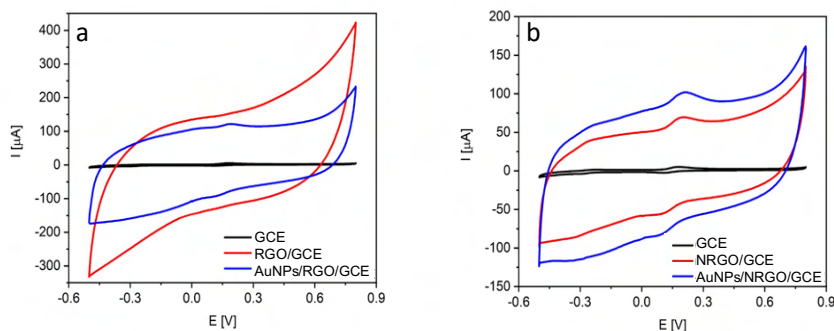 a
I [µA]
400
300
200
100
0
-100
-200
-300
-0.6
-0.3
0.0
0.3
0.6
0.9
E [V]
GCE
RGO/GCE
AuNPs/RGO/GCE
b
I [µA]
200
150
100
50
0
-50
-100
-150
-0.6
-0.3
0.0
0.3
0.6
0.9
E [V]
GCE
NRGO/GCE
AuNPs/NRGO/GCE